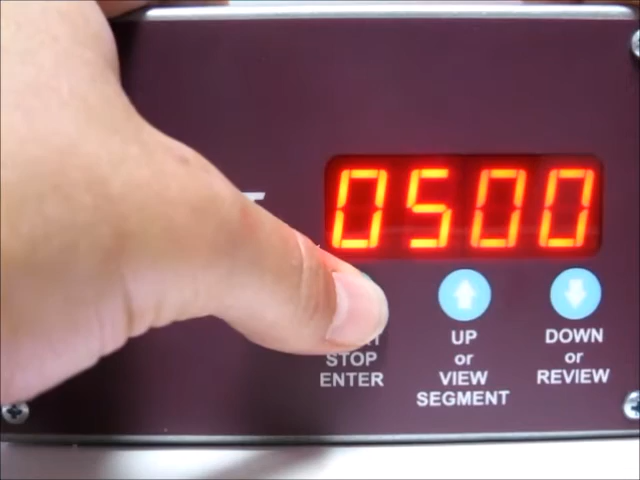 0500
STOP
ENTER
UP
or
VIEW
SEGMENT
DOWN
or
REVIEW